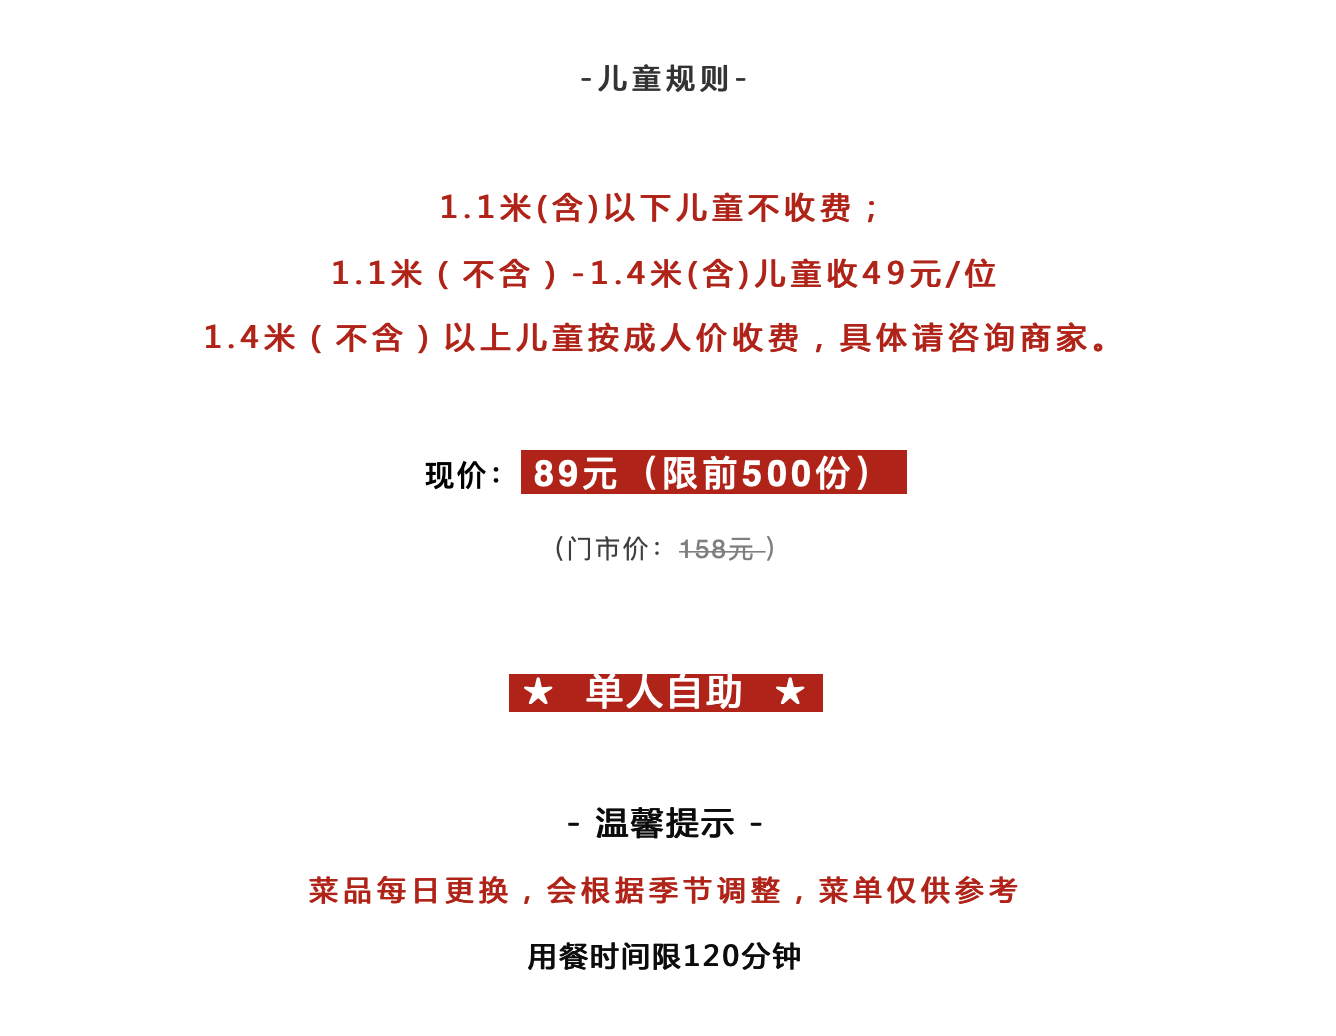 -儿童规则-
1.1米(含)以下儿童不收费；
1.1米（不含）-1.4米(含)儿童收49元/位
1.4米（不含）以上儿童按成人价收费，具体请咨询商家。
现价： 89元（限前500份）
（门市价：158元 ）
★ 单人自助 ★
- 温馨提示 -
菜品每日更换，会根据季节调整，菜单仅供参考
用餐时间限120分钟